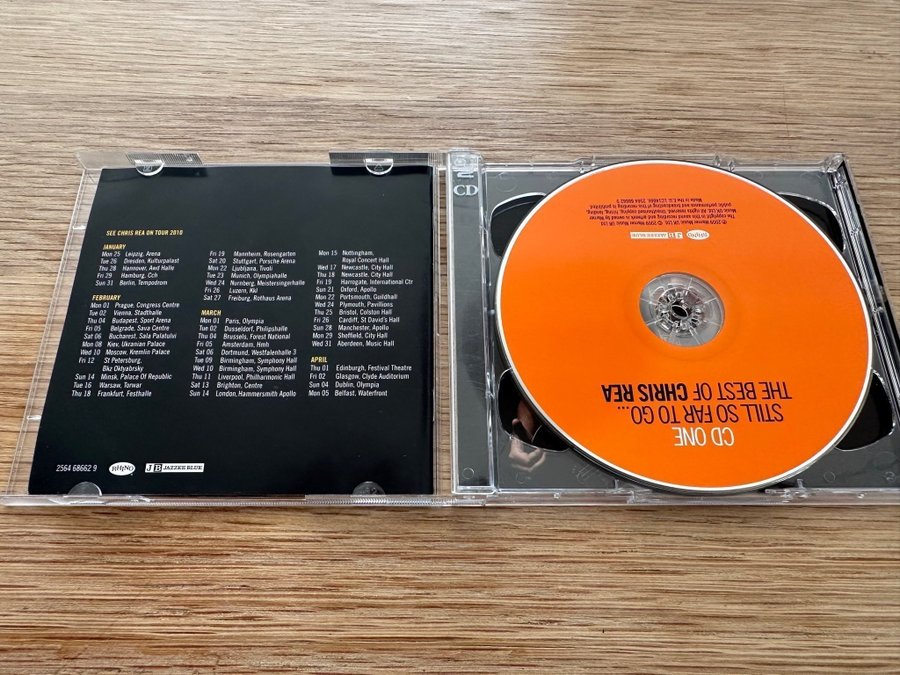 SEE CHRIS REA ON TOUR 2010
JANUARY
Mon 25 Leipzig, Arena
Tue 26 Dresden, Kulturpalast
Thu 28 Hannover, Awd Halle
Fri 29 Hamburg, Cch
Sun 31 Berlin, Tempodrom
FEBRUARY
Mon 01 Prague, Congress Centre
Tue 02 Vienna, Stadthalle
Thu 04 Budapest, Sport Arena
Fri 05 Belgrade, Sava Centre
Sat 06 Bucharest, Sala Palatului
Mon 08 Kiev, Ukranian Palace
Wed 10 Moscow, Kremlin Palace
Fri 12 St Petersburg,
Bkz Oktyabrsky
Sun 14 Minsk, Palace Of Republic
Tue 16 Warsaw, Torwar
Thu 18 Frankfurt, Festhalle
Fri 19 Mannheim, Rosengarten
Sat 20 Stuttgart, Porsche Arena
Mon 22 Ljubljana, Tivoli
Tue 23 Munich, Olympiahalle
Wed 24 Nurnberg, Meistersingerhalle
Fri 26 Luzern, Kkl
Sat 27 Freiburg, Rothaus Arena
MARCH
Mon 01 Paris, Olympia
Tue 02 Dusseldorf, Philipshalle
Thu 04 Brussels, Forest National
Fri 05 Amsterdam, Hmh
Sat 06 Dortmund, Westfalenhalle 3
Tue 09 Birmingham, Symphony Hall
Wed 10 Birmingham, Symphony Hall
Thu 11 Liverpool, Philharmonic Hall
Sat 13 Brighton, Centre
Sun 14 London, Hammersmith Apollo
Mon 15 Nottingham,
Royal Concert Hall
Wed 17 Newcastle, City Hall
Thu 18 Newcastle, City Hall
Fri 19 Harrogate, International Ctr
Sun 21 Oxford, Apollo
Mon 22 Portsmouth, Guildhall
Wed 24 Plymouth, Pavillions
Thu 25 Bristol, Colston Hall
Fri 26 Cardiff, St David's Hall
Sun 28 Manchester, Apollo
Mon 29 Sheffield, City Hall
Wed 31 Aberdeen, Music Hall
APRIL
Thu 01 Edinburgh, Festival Theatre
Fri 02 Glasgow, Clyde Auditorium
Sun 04 Dublin, Olympia
Mon 05 Belfast, Waterfront
2564 68662 9
RHINO
JB JAZZEE BLUE
CD
CD ONE
STILL SO FAR TO GO...
THE BEST OF CHRIS REA
RHINO
JB JAZZEE BLUE